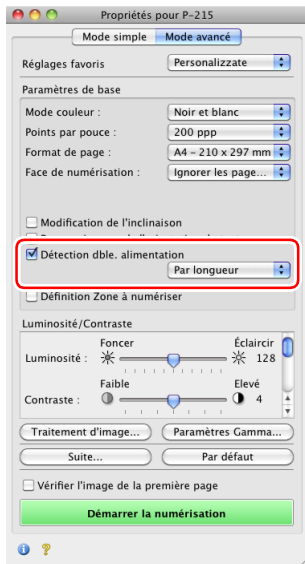 Propriétés pour P-215
Mode simple Mode avancé
Réglages favoris Personalizzate
Paramètres de base
Mode couleur : Noir et blanc
Points par pouce : 200 ppp
Format de page : A4 – 210 x 297 mm
Face de numérisation : Ignorer les page...
Modification de l'inclinaison
Détection dble. alimentation
Par longueur
Définition Zone à numériser
Luminosité/Contraste
Foncer Éclaircir
Luminosité : 128
Faible Elevé
Contraste : 4
Traitement d'image... Paramètres Gamma...
Suite... Par défaut
Vérifier l'image de la première page
Démarrer la numérisation